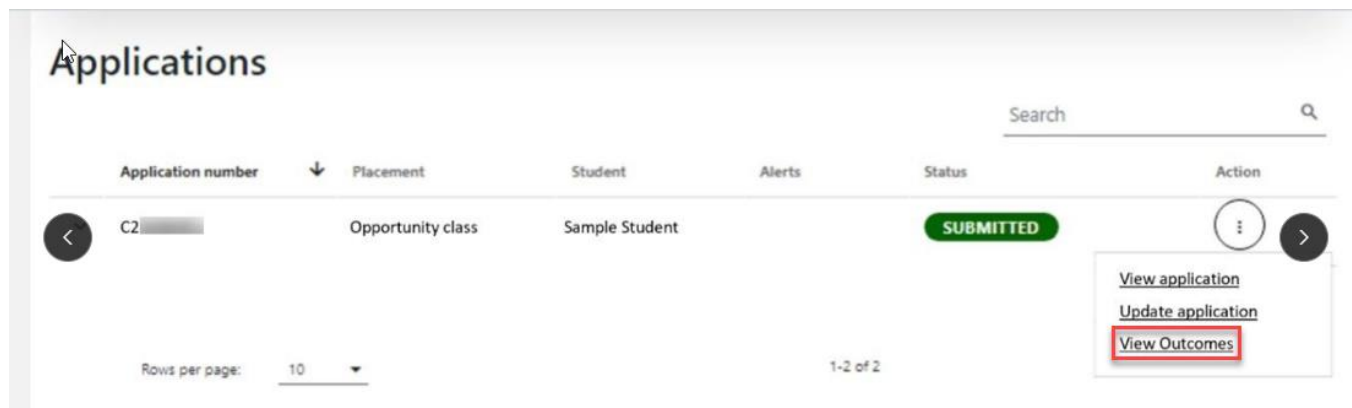 Applications
Search
Application number Placement Student Alerts Status Action
C2 Opportunity class Sample Student SUBMITTED
View application
Update application
View Outcomes
Rows per page: 10 1-2 of 2